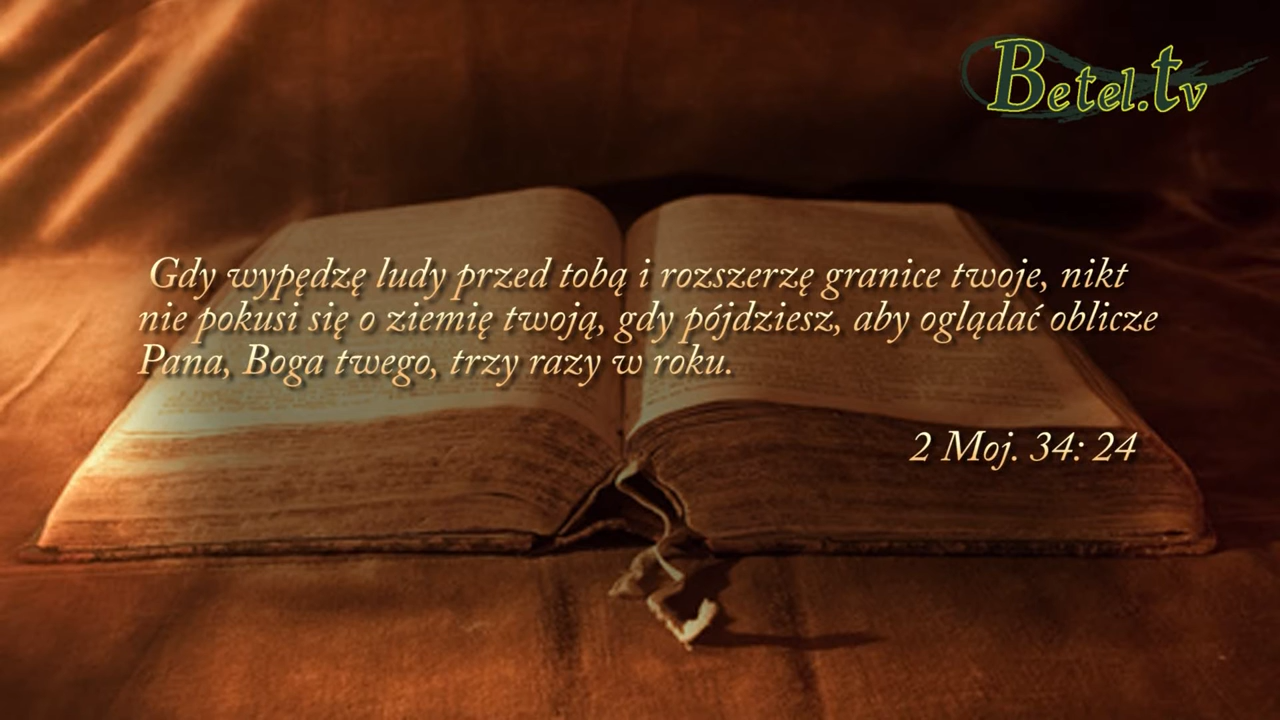 Betel.tv
Gdy wypędzę ludy przed tobą i rozszerzę granice twoje, nikt
nie pokusi się o ziemię twoją, gdy pójdziesz, aby oglądać oblicze
Pana, Boga twego, trzy razy w roku.
2 Moj. 34: 24